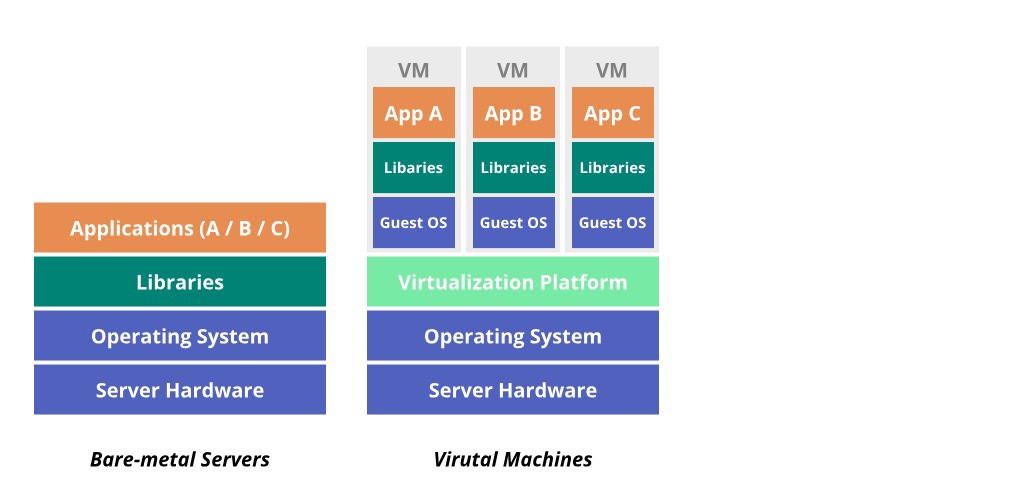 VM VM VM
App A App B App C
Libaries Libraries Libraries
Guest OS Guest OS Guest OS
Applications (A / B / C)
Libraries Virtualization Platform
Operating System Operating System
Server Hardware Server Hardware
Bare-metal Servers Virutal Machines